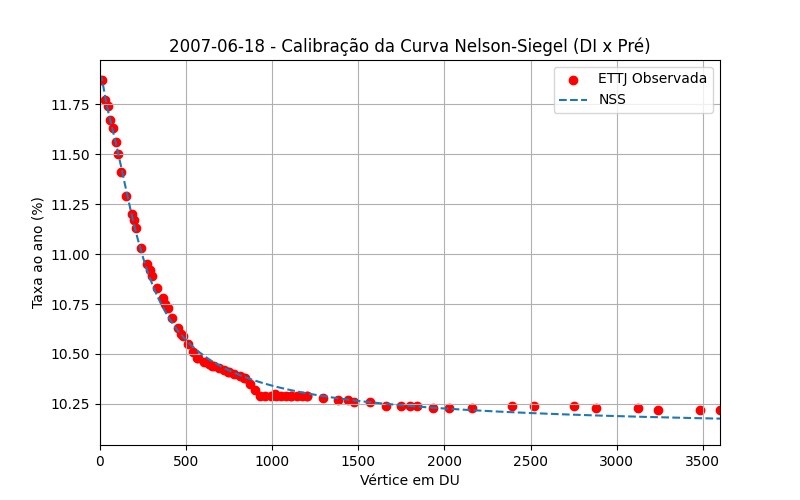 2007-06-18 - Calibração da Curva Nelson-Siegel (DI x Pré)
ETTJ Observada
NSS
Taxa ao ano (%)
11.75
11.50
11.25
11.00
10.75
10.50
10.25
0 500 1000 1500 2000 2500 3000 3500
Vértice em DU